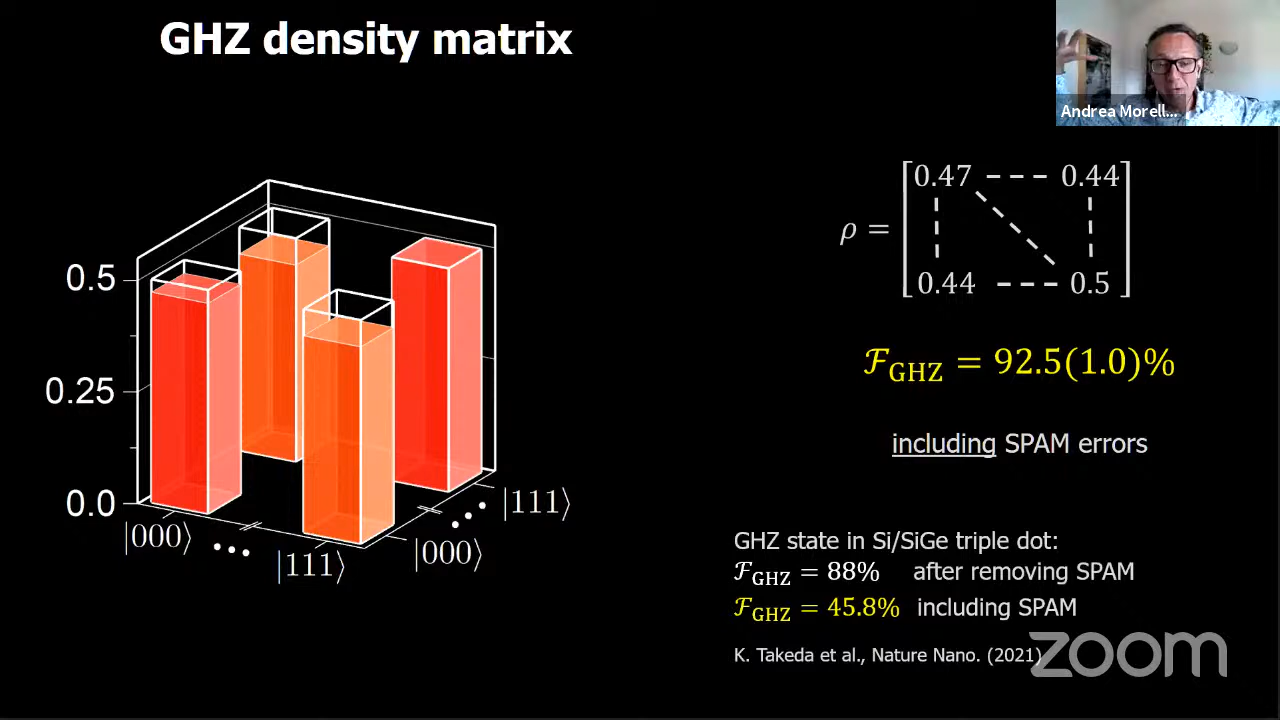 GHZ density matrix
Andrea Morell...
0.5
0.25
0.0
|000⟩
•••
|111⟩
|000⟩
•••
|111⟩
ρ = [0.47 – – – 0.44
0.44 – – – 0.5]
ℱGHZ = 92.5(1.0)%
including SPAM errors
GHZ state in Si/SiGe triple dot:
ℱGHZ = 88% after removing SPAM
ℱGHZ = 45.8% including SPAM
K. Takeda et al., Nature Nano. (2021)
zoom